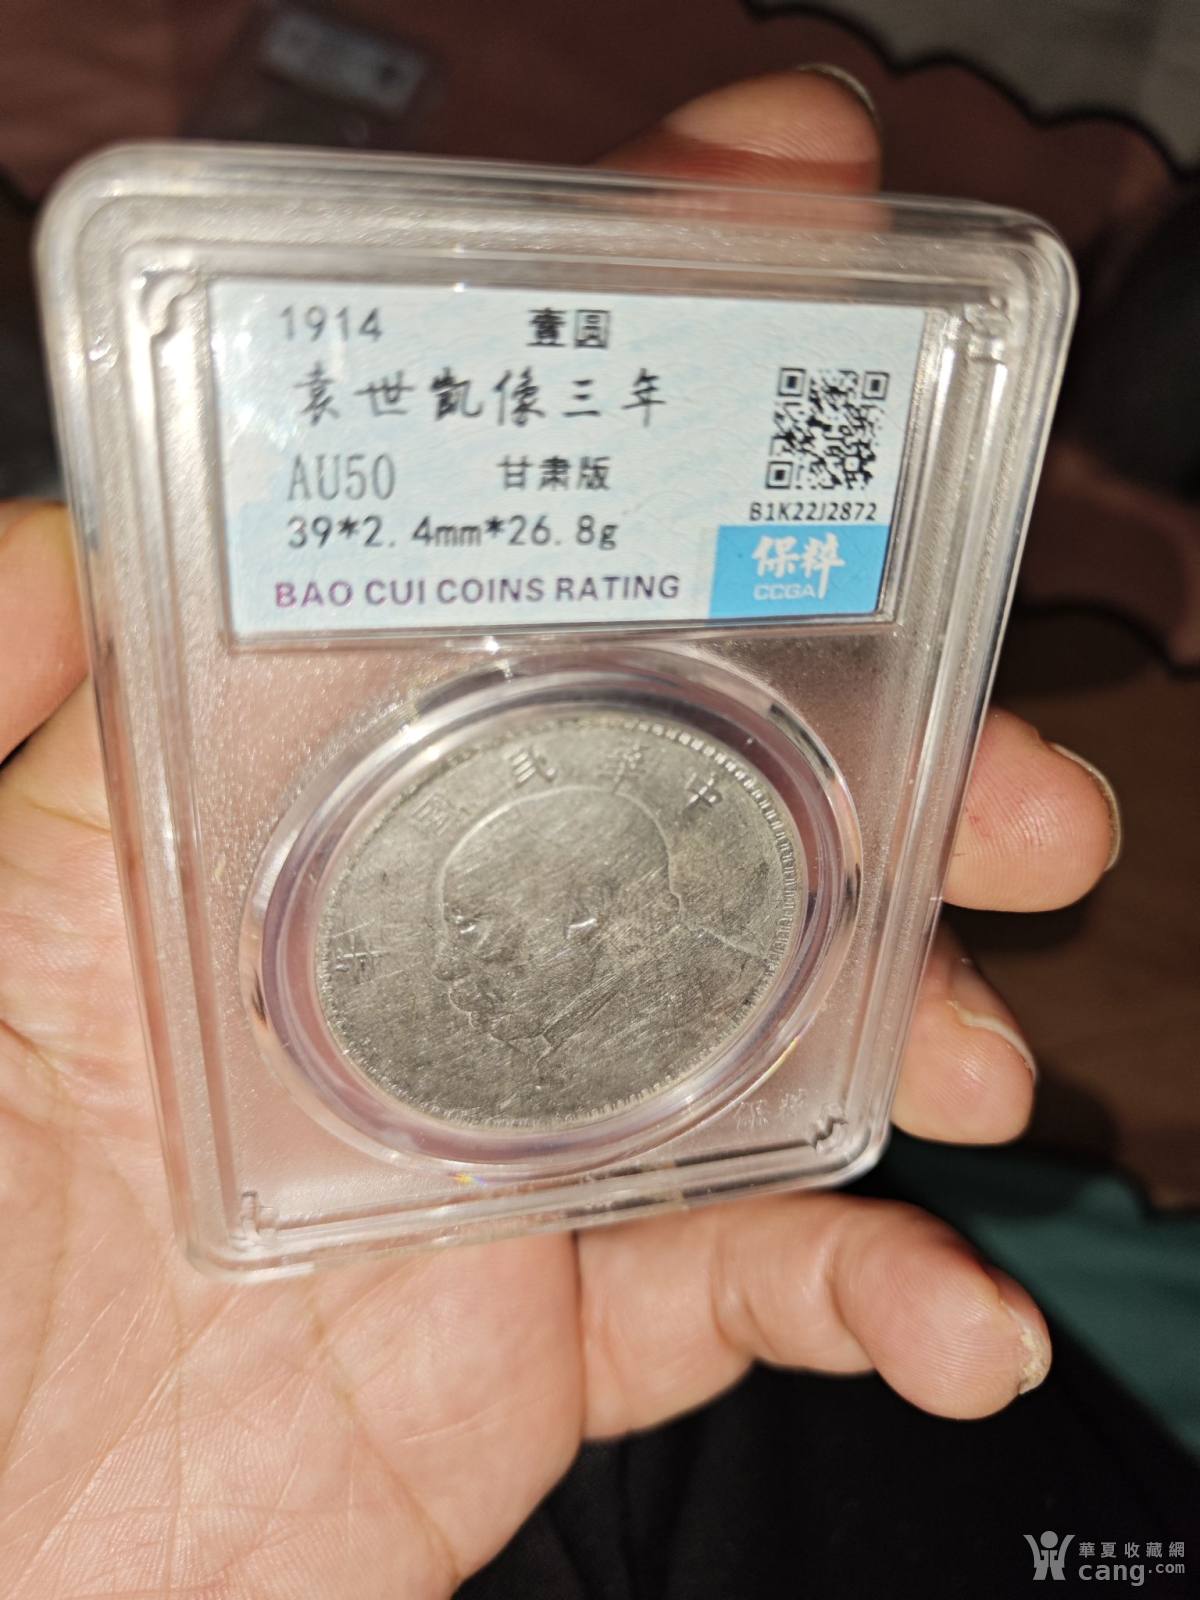 1914 壹圆
袁世凯像三年
AU50 甘肃版
39*2.4mm*26.8g
B1K22J2872
BAO CUI COINS RATING
保粹
CCGA
中華民國
華夏收藏網
cang.com